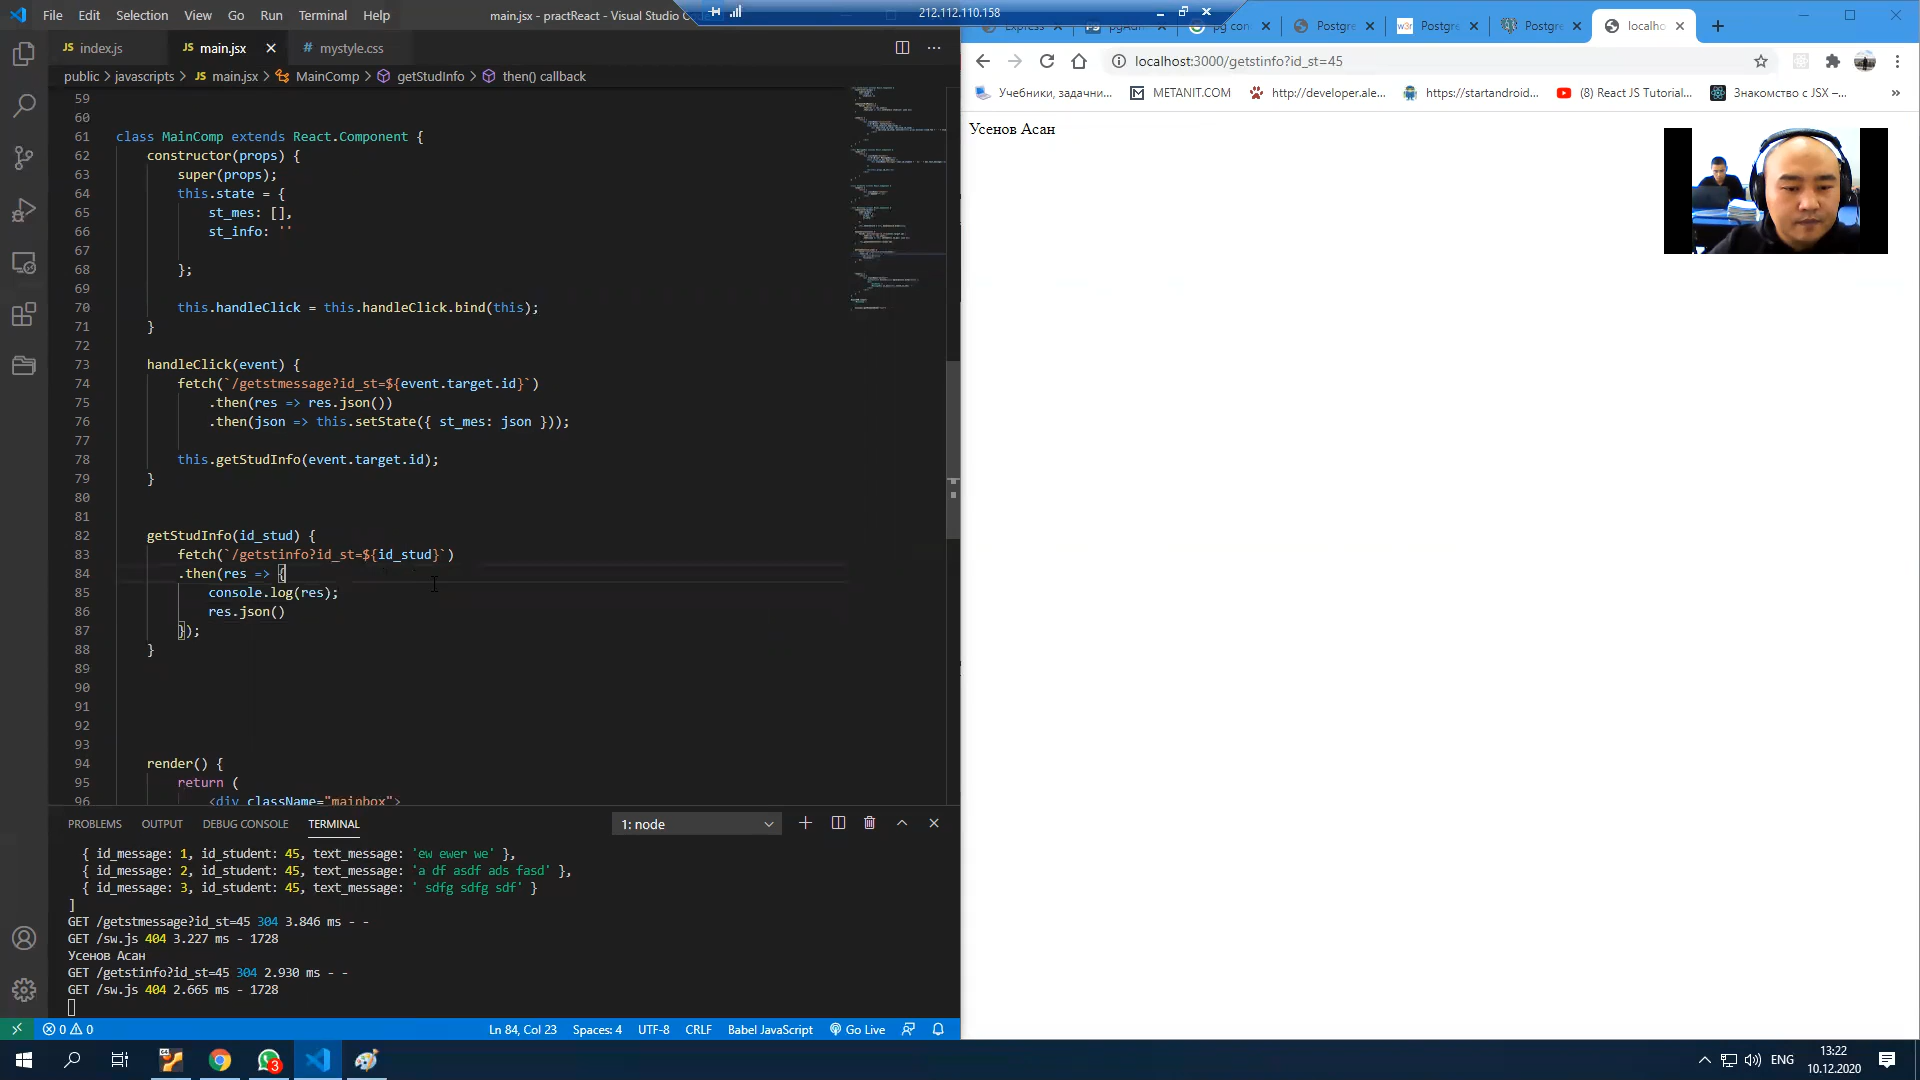 File Edit Selection View Go Run Terminal Help
main.jsx - practReact - Visual Studio
212.112.110.158
JS index.js
JS main.jsx
# mystyle.css
public > javascripts > JS main.jsx > MainComp > getStudInfo > then() callback
59
60
61 class MainComp extends React.Component {
62 constructor(props) {
63 super(props);
64 this.state = {
65 st_mes: [],
66 st_info: ''
67
68 };
69
70 this.handleClick = this.handleClick.bind(this);
71 }
72
73 handleClick(event) {
74 fetch(`/getstmessage?id_st=${event.target.id}`)
75 .then(res => res.json())
76 .then(json => this.setState({ st_mes: json }));
77
78 this.getStudInfo(event.target.id);
79 }
80
81
82 getStudInfo(id_stud) {
83 fetch(`/getstinfo?id_st=${id_stud}`)
84 .then(res => {
85 console.log(res);
86 res.json()
87 });
88 }
89
90
91
92
93
94 render() {
95 return (
96 <div className="mainbox">
PROBLEMS OUTPUT DEBUG CONSOLE TERMINAL
1: node
{ id_message: 1, id_student: 45, text_message: 'ew ewer we' },
{ id_message: 2, id_student: 45, text_message: 'a df asdf ads fasd' },
{ id_message: 3, id_student: 45, text_message: ' sdfg sdfg sdf' }
]
GET /getstmessage?id_st=45 304 3.846 ms - -
GET /sw.js 404 3.227 ms - 1728
Усенов Асан
GET /getstinfo?id_st=45 304 2.930 ms - -
GET /sw.js 404 2.665 ms - 1728
0 0
Ln 84, Col 23 Spaces: 4 UTF-8 CRLF Babel JavaScript Go Live
Express pgAdm pg con Postgre Postgre Postgre localho
localhost:3000/getstinfo?id_st=45
Учебники, задачни... METANIT.COM http://developer.ale... https://startandroid... (8) React JS Tutorial... Знакомство с JSX –... »
Усенов Асан
3
ENG
13:22
10.12.2020